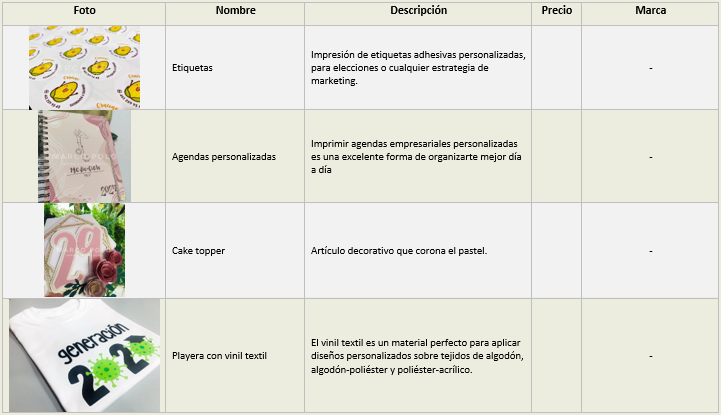 Foto Nombre Descripción Precio Marca
Etiquetas
Impresión de etiquetas adhesivas personalizadas,
para elecciones o cualquier estrategia de
marketing.
-
Agendas personalizadas
Imprimir agendas empresariales personalizadas
es una excelente forma de organizarte mejor día
a día
-
29
Cake topper
Artículo decorativo que corona el pastel.
-
generación
2020
Playera con vinil textil
El vinil textil es un material perfecto para aplicar
diseños personalizados sobre tejidos de algodón,
algodón-poliéster y poliéster-acrílico.
-